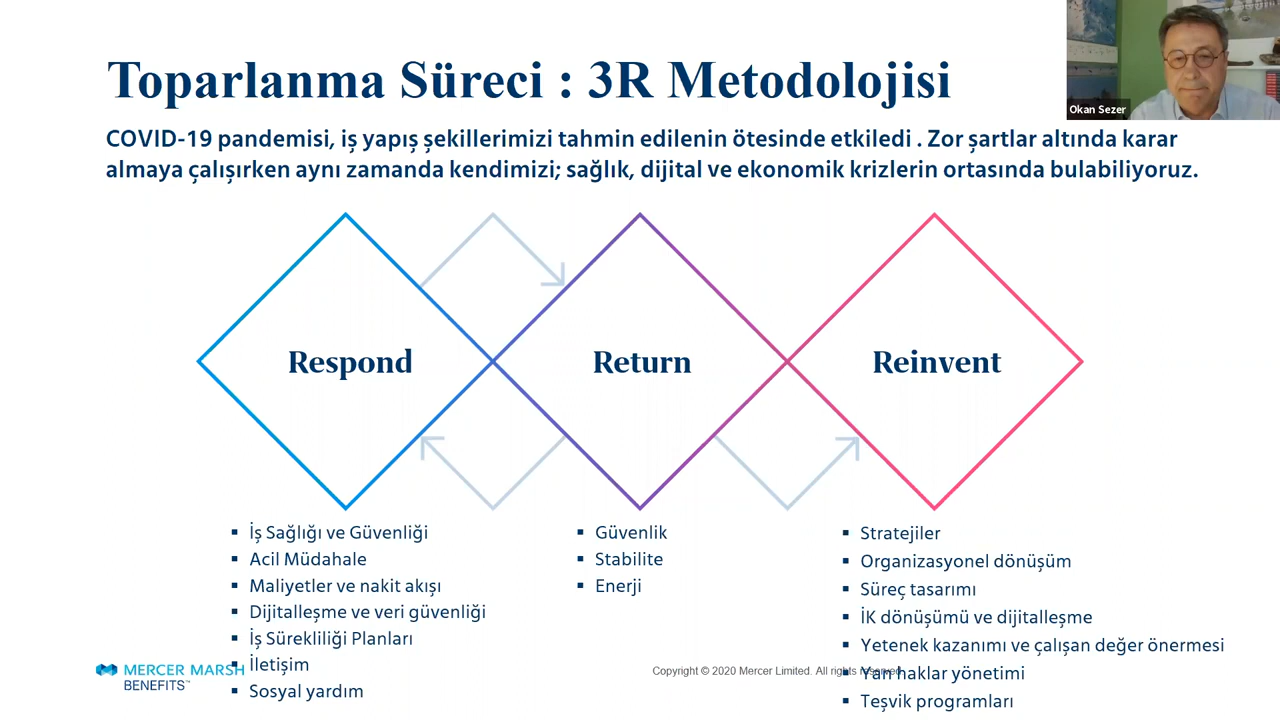 Toparlanma Süreci : 3R Metodolojisi
Okan Sezer
COVID-19 pandemisi, iş yapış şekillerimizi tahmin edilenin ötesinde etkiledi . Zor şartlar altında karar
almaya çalışırken aynı zamanda kendimizi; sağlık, dijital ve ekonomik krizlerin ortasında bulabiliyoruz.
Respond
Return
Reinvent
▪ İş Sağlığı ve Güvenliği
▪ Acil Müdahale
▪ Maliyetler ve nakit akışı
▪ Dijitalleşme ve veri güvenliği
▪ İş Sürekliliği Planları
▪ İletişim
▪ Sosyal yardım
▪ Güvenlik
▪ Stabilite
▪ Enerji
▪ Stratejiler
▪ Organizasyonel dönüşüm
▪ Süreç tasarımı
▪ İK dönüşümü ve dijitalleşme
▪ Yetenek kazanımı ve çalışan değer önermesi
▪ Yan haklar yönetimi
▪ Teşvik programları
MERCER MARSH
BENEFITS™
Copyright © 2020 Mercer Limited. All rights reserved.